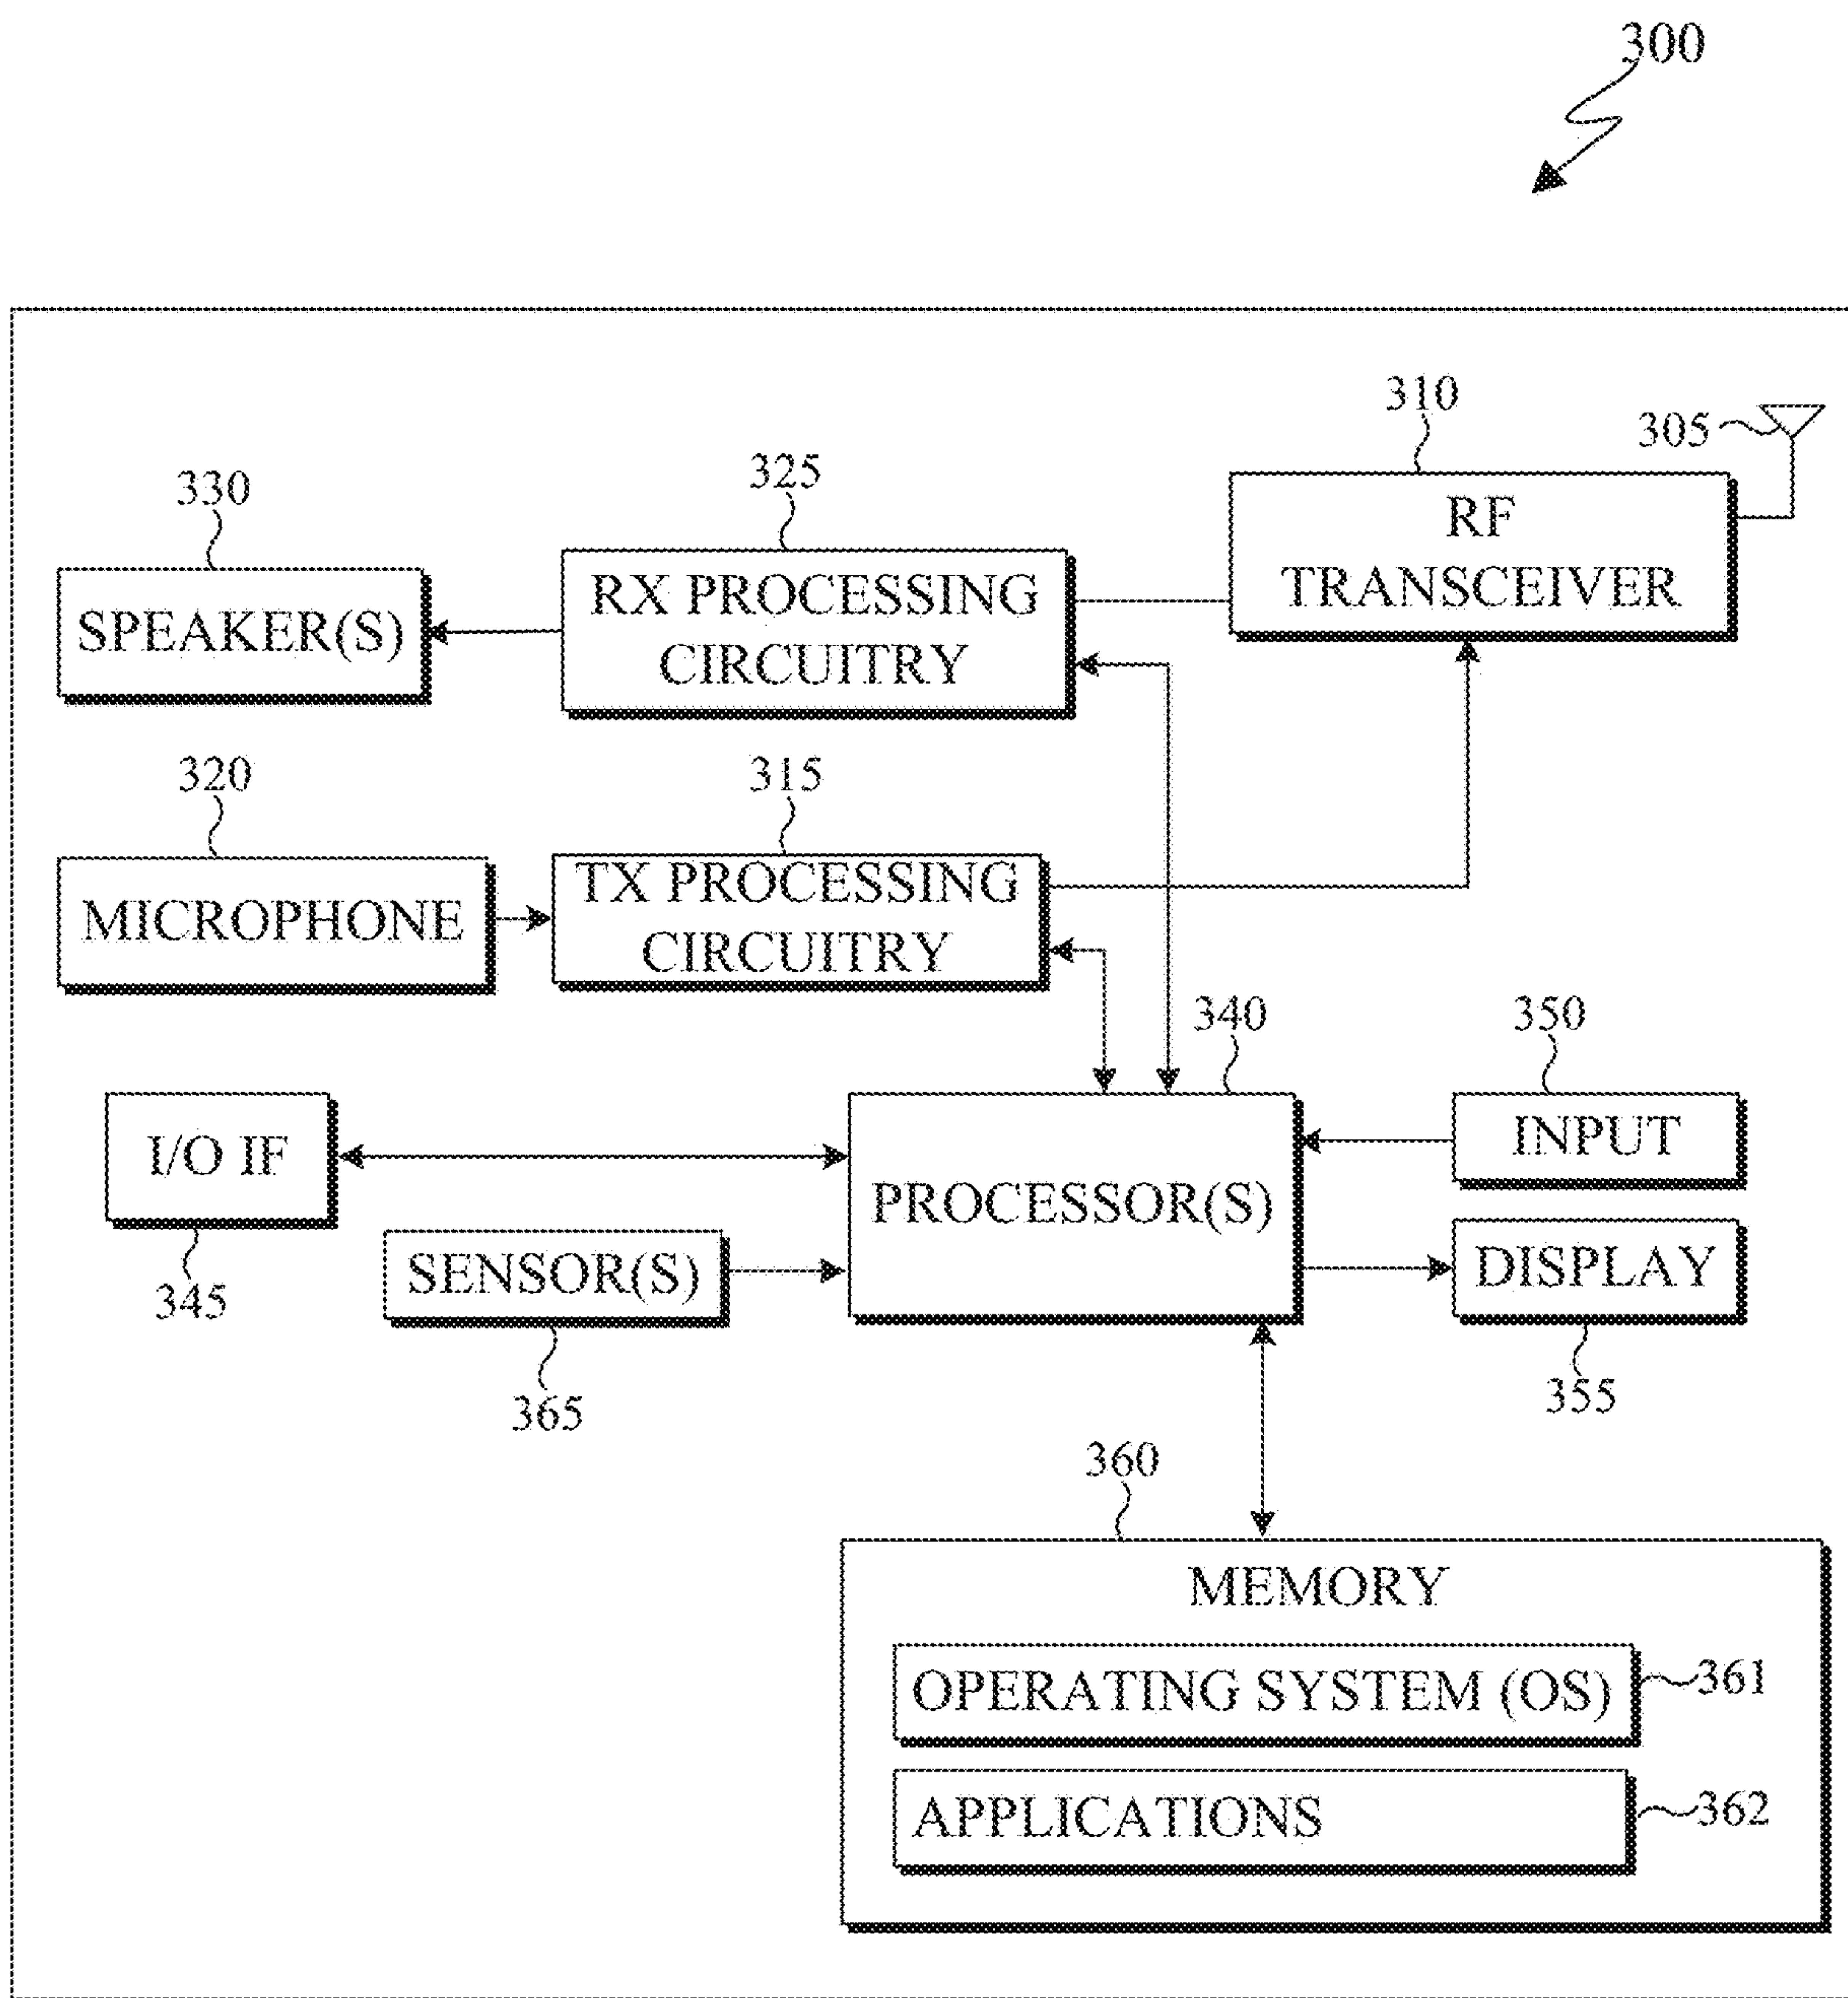 300
310
305
325
330
RF
TRANSCEIVER
RX PROCESSING
CIRCUITRY
SPEAKER(S)
320
315
MICROPHONE
TX PROCESSING
CIRCUITRY
340
350
I/O IF
PROCESSOR(S)
INPUT
SENSOR(S)
DISPLAY
345
365
355
360
MEMORY
OPERATING SYSTEM (OS)
361
APPLICATIONS
362